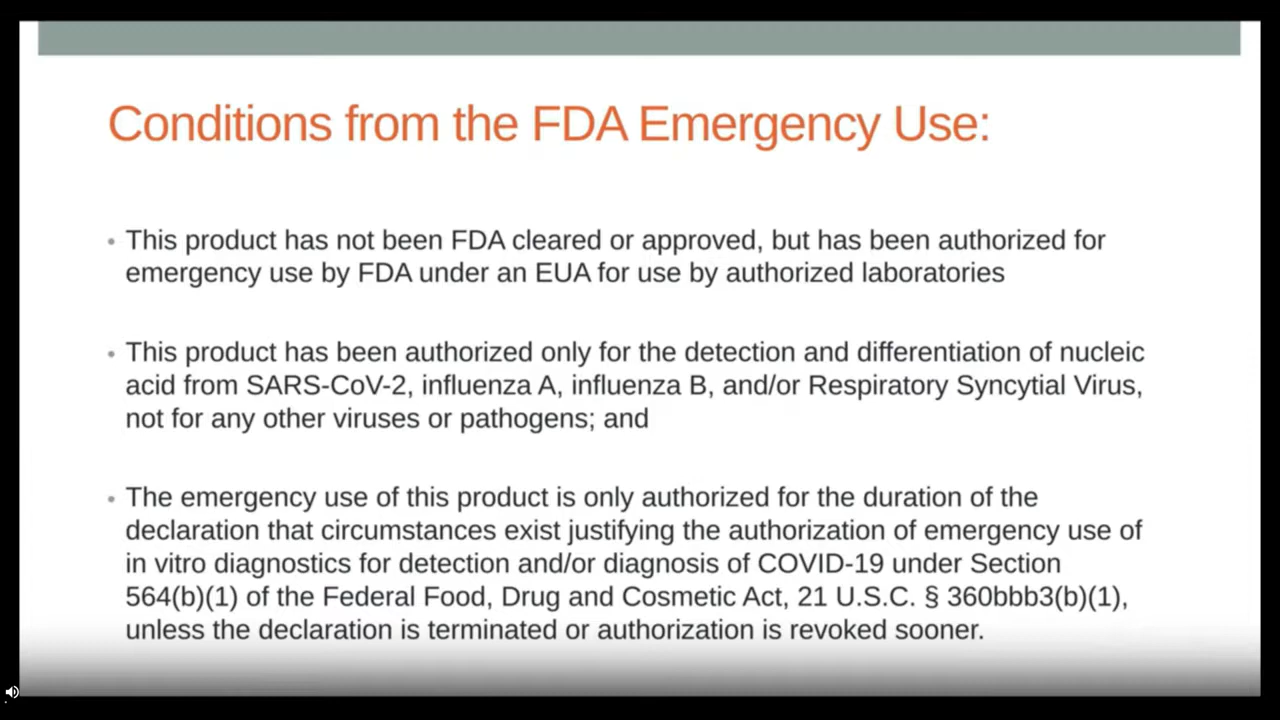 Conditions from the FDA Emergency Use:
• This product has not been FDA cleared or approved, but has been authorized for
emergency use by FDA under an EUA for use by authorized laboratories
• This product has been authorized only for the detection and differentiation of nucleic
acid from SARS-CoV-2, influenza A, influenza B, and/or Respiratory Syncytial Virus,
not for any other viruses or pathogens; and
• The emergency use of this product is only authorized for the duration of the
declaration that circumstances exist justifying the authorization of emergency use of
in vitro diagnostics for detection and/or diagnosis of COVID-19 under Section
564(b)(1) of the Federal Food, Drug and Cosmetic Act, 21 U.S.C. § 360bbb3(b)(1),
unless the declaration is terminated or authorization is revoked sooner.